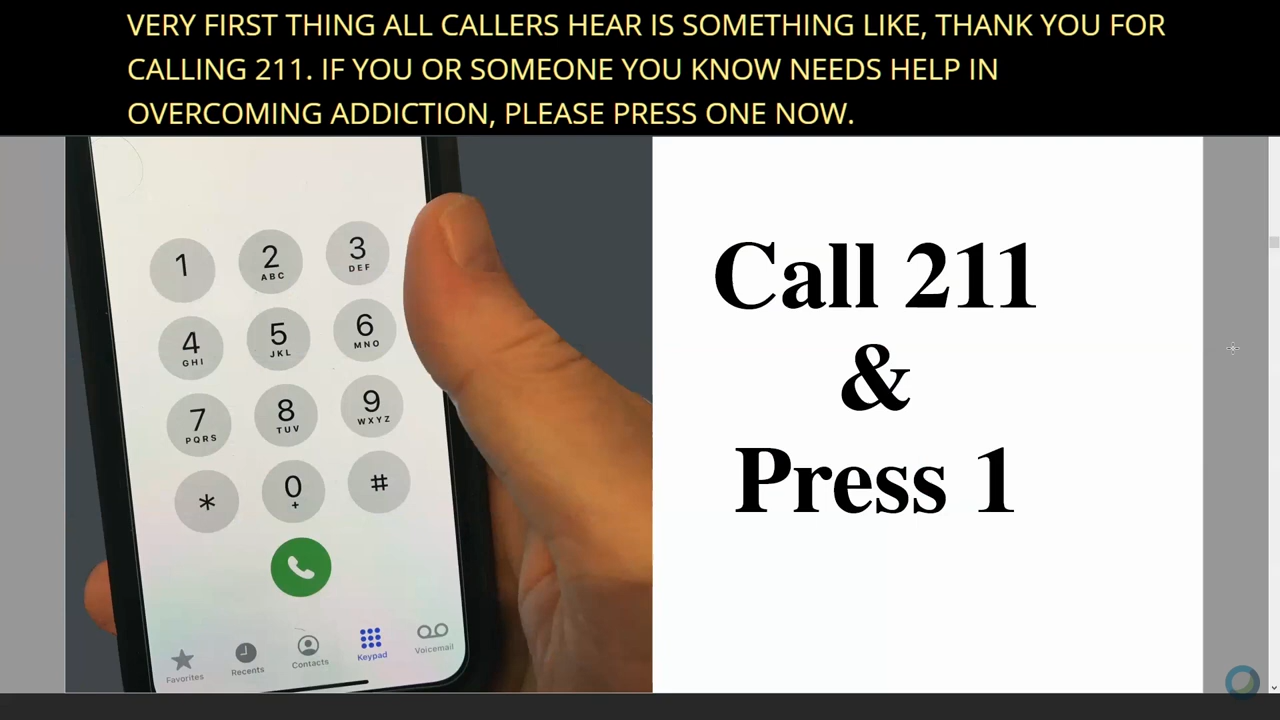 VERY FIRST THING ALL CALLERS HEAR IS SOMETHING LIKE, THANK YOU FOR
CALLING 211. IF YOU OR SOMEONE YOU KNOW NEEDS HELP IN
OVERCOMING ADDICTION, PLEASE PRESS ONE NOW.
1
2
ABC
3
DEF
4
GHI
5
JKL
6
MNO
7
PQRS
8
TUV
9
WXYZ
*
0
+
#
Favorites
Recents
Contacts
Keypad
Voicemail
Call 211
&
Press 1